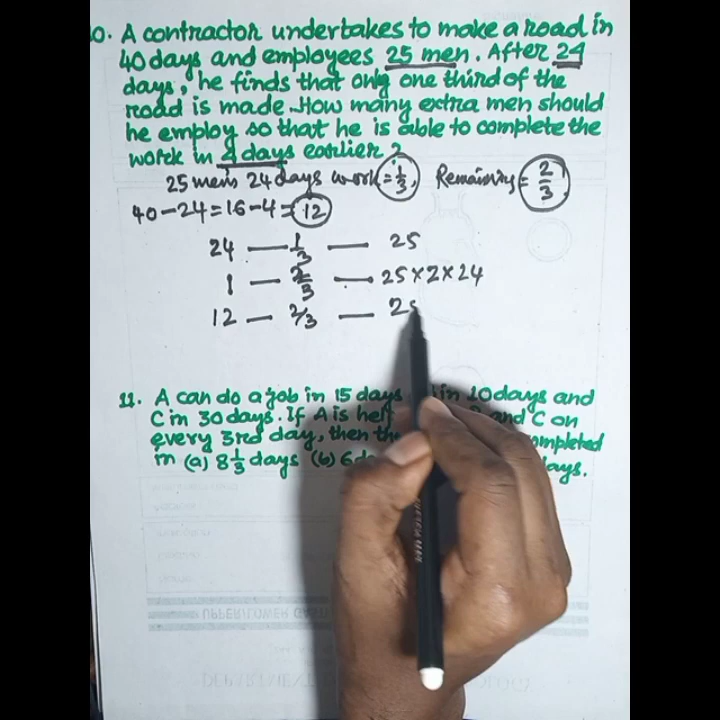 0. A contractor undertakes to make a road in
40 days and employees 25 men. After 24
days, he finds that only one third of the
road is made. How many extra men should
he employ so that he is able to complete the
work in 4 days earlier?
25 men's 24 days work = 1/3, Remaining = 2/3
40-24=16-4=12
24 — 1/3 — 25
1 — 2/3 — 25×2×24
12 — 2/3 — 25
11. A can do a job in 15 days in 10 days and
C in 30 days. If A is and C on
every 3rd day, then completed
in (a) 8 1/3 days (b) 6 days.